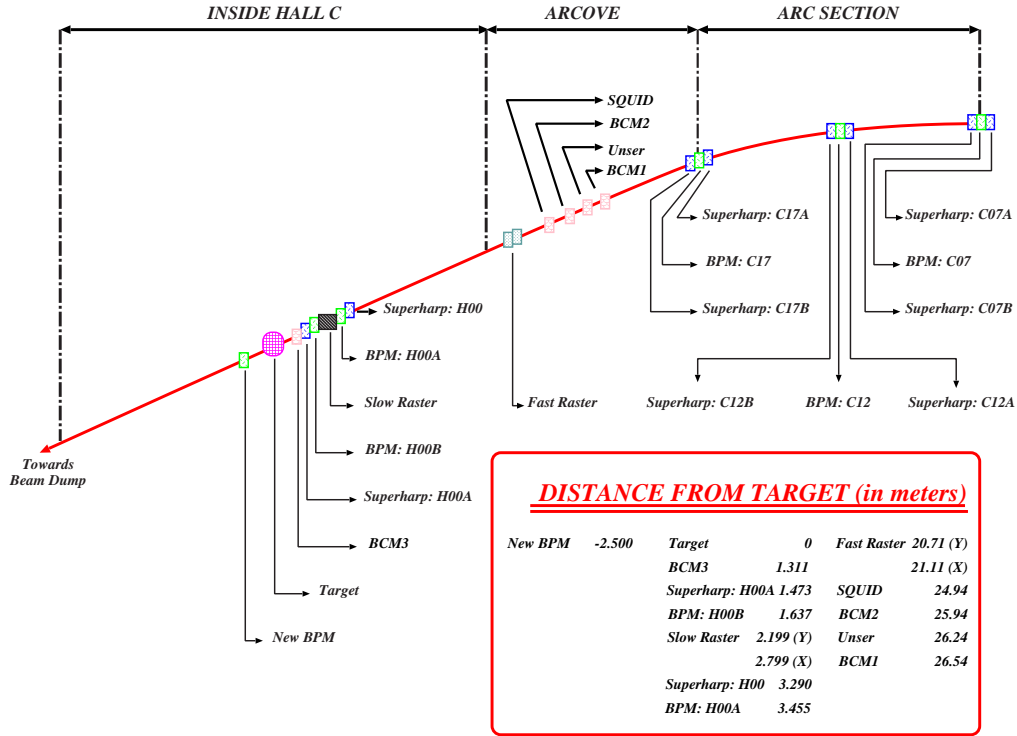 INSIDE HALL C
ARCOVE
ARC SECTION
SQUID
BCM2
Unser
BCM1
Superharp: C17A
BPM: C17
Superharp: C17B
Superharp: C07A
BPM: C07
Superharp: C07B
Superharp: H00
BPM: H00A
Slow Raster
BPM: H00B
Superharp: H00A
BCM3
Target
New BPM
Fast Raster
Superharp: C12B
BPM: C12
Superharp: C12A
Towards
Beam Dump
DISTANCE FROM TARGET (in meters)
New BPM -2.500 Target 0 Fast Raster 20.71 (Y)
BCM3 1.311 21.11 (X)
Superharp: H00A 1.473 SQUID 24.94
BPM: H00B 1.637 BCM2 25.94
Slow Raster 2.199 (Y) Unser 26.24
2.799 (X) BCM1 26.54
Superharp: H00 3.290
BPM: H00A 3.455